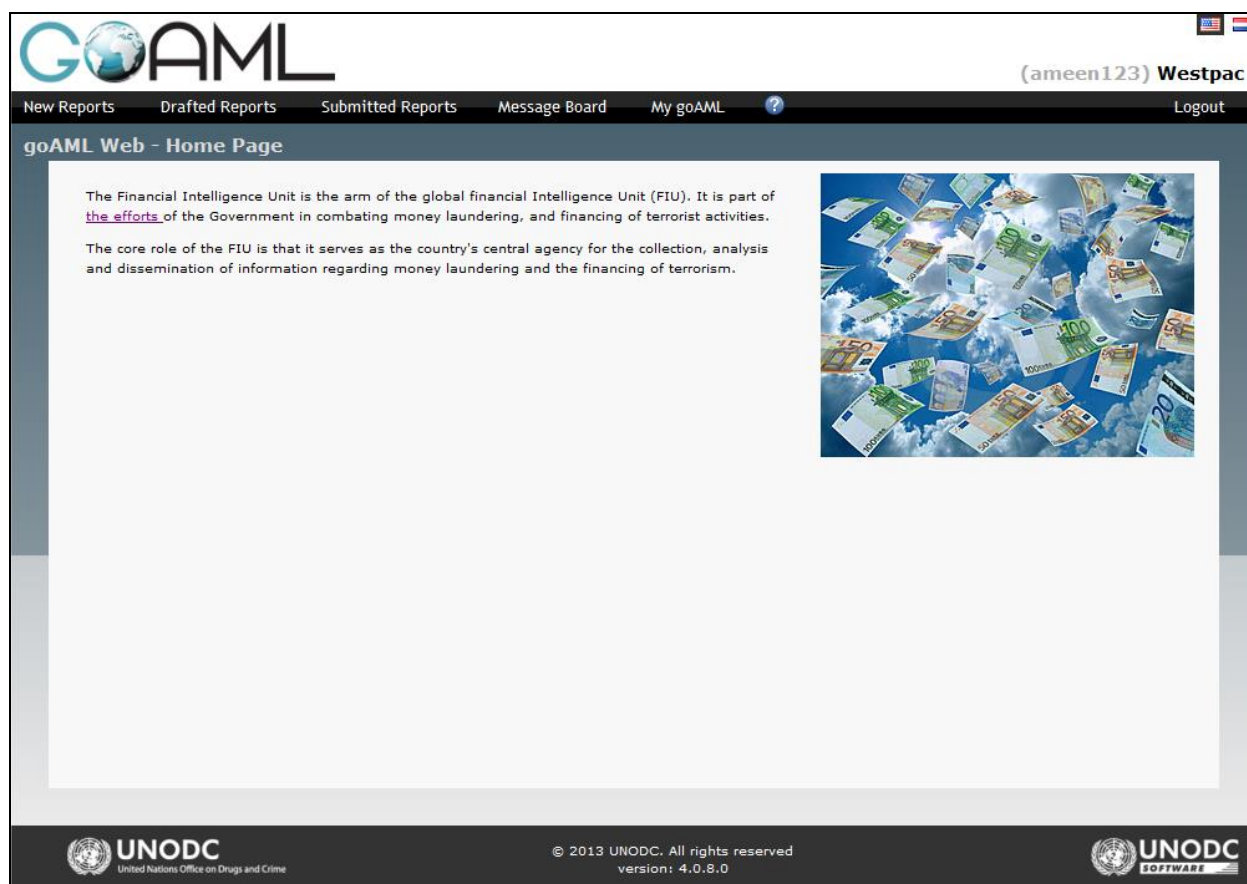 GOAML
(ameen123) Westpac
New Reports Drafted Reports Submitted Reports Message Board My goAML ? Logout
goAML Web - Home Page
The Financial Intelligence Unit is the arm of the global financial Intelligence Unit (FIU). It is part of
the efforts of the Government in combating money laundering, and financing of terrorist activities.
The core role of the FIU is that it serves as the country's central agency for the collection, analysis
and dissemination of information regarding money laundering and the financing of terrorism.
UNODC
United Nations Office on Drugs and Crime
© 2013 UNODC. All rights reserved
version: 4.0.8.0
UNODC
SOFTWARE